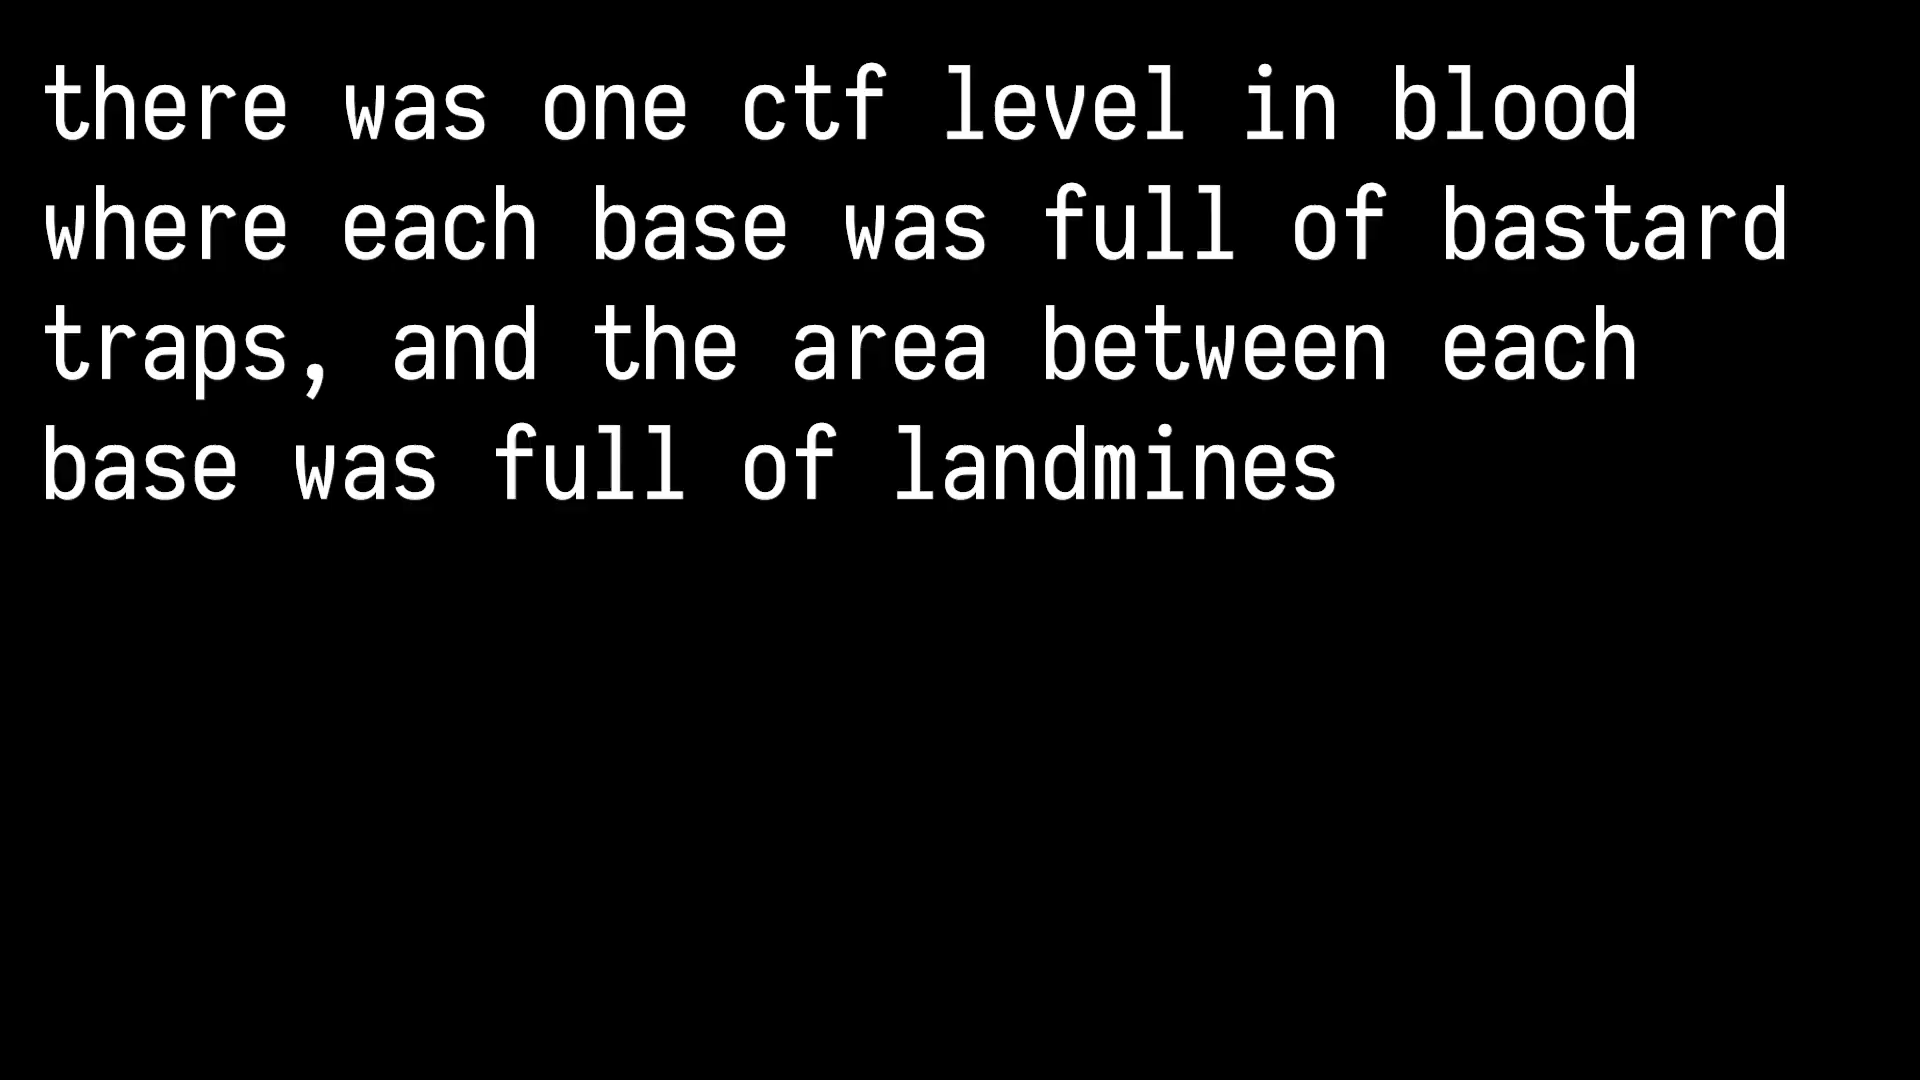 there was one ctf level in blood
where each base was full of bastard
traps, and the area between each
base was full of landmines